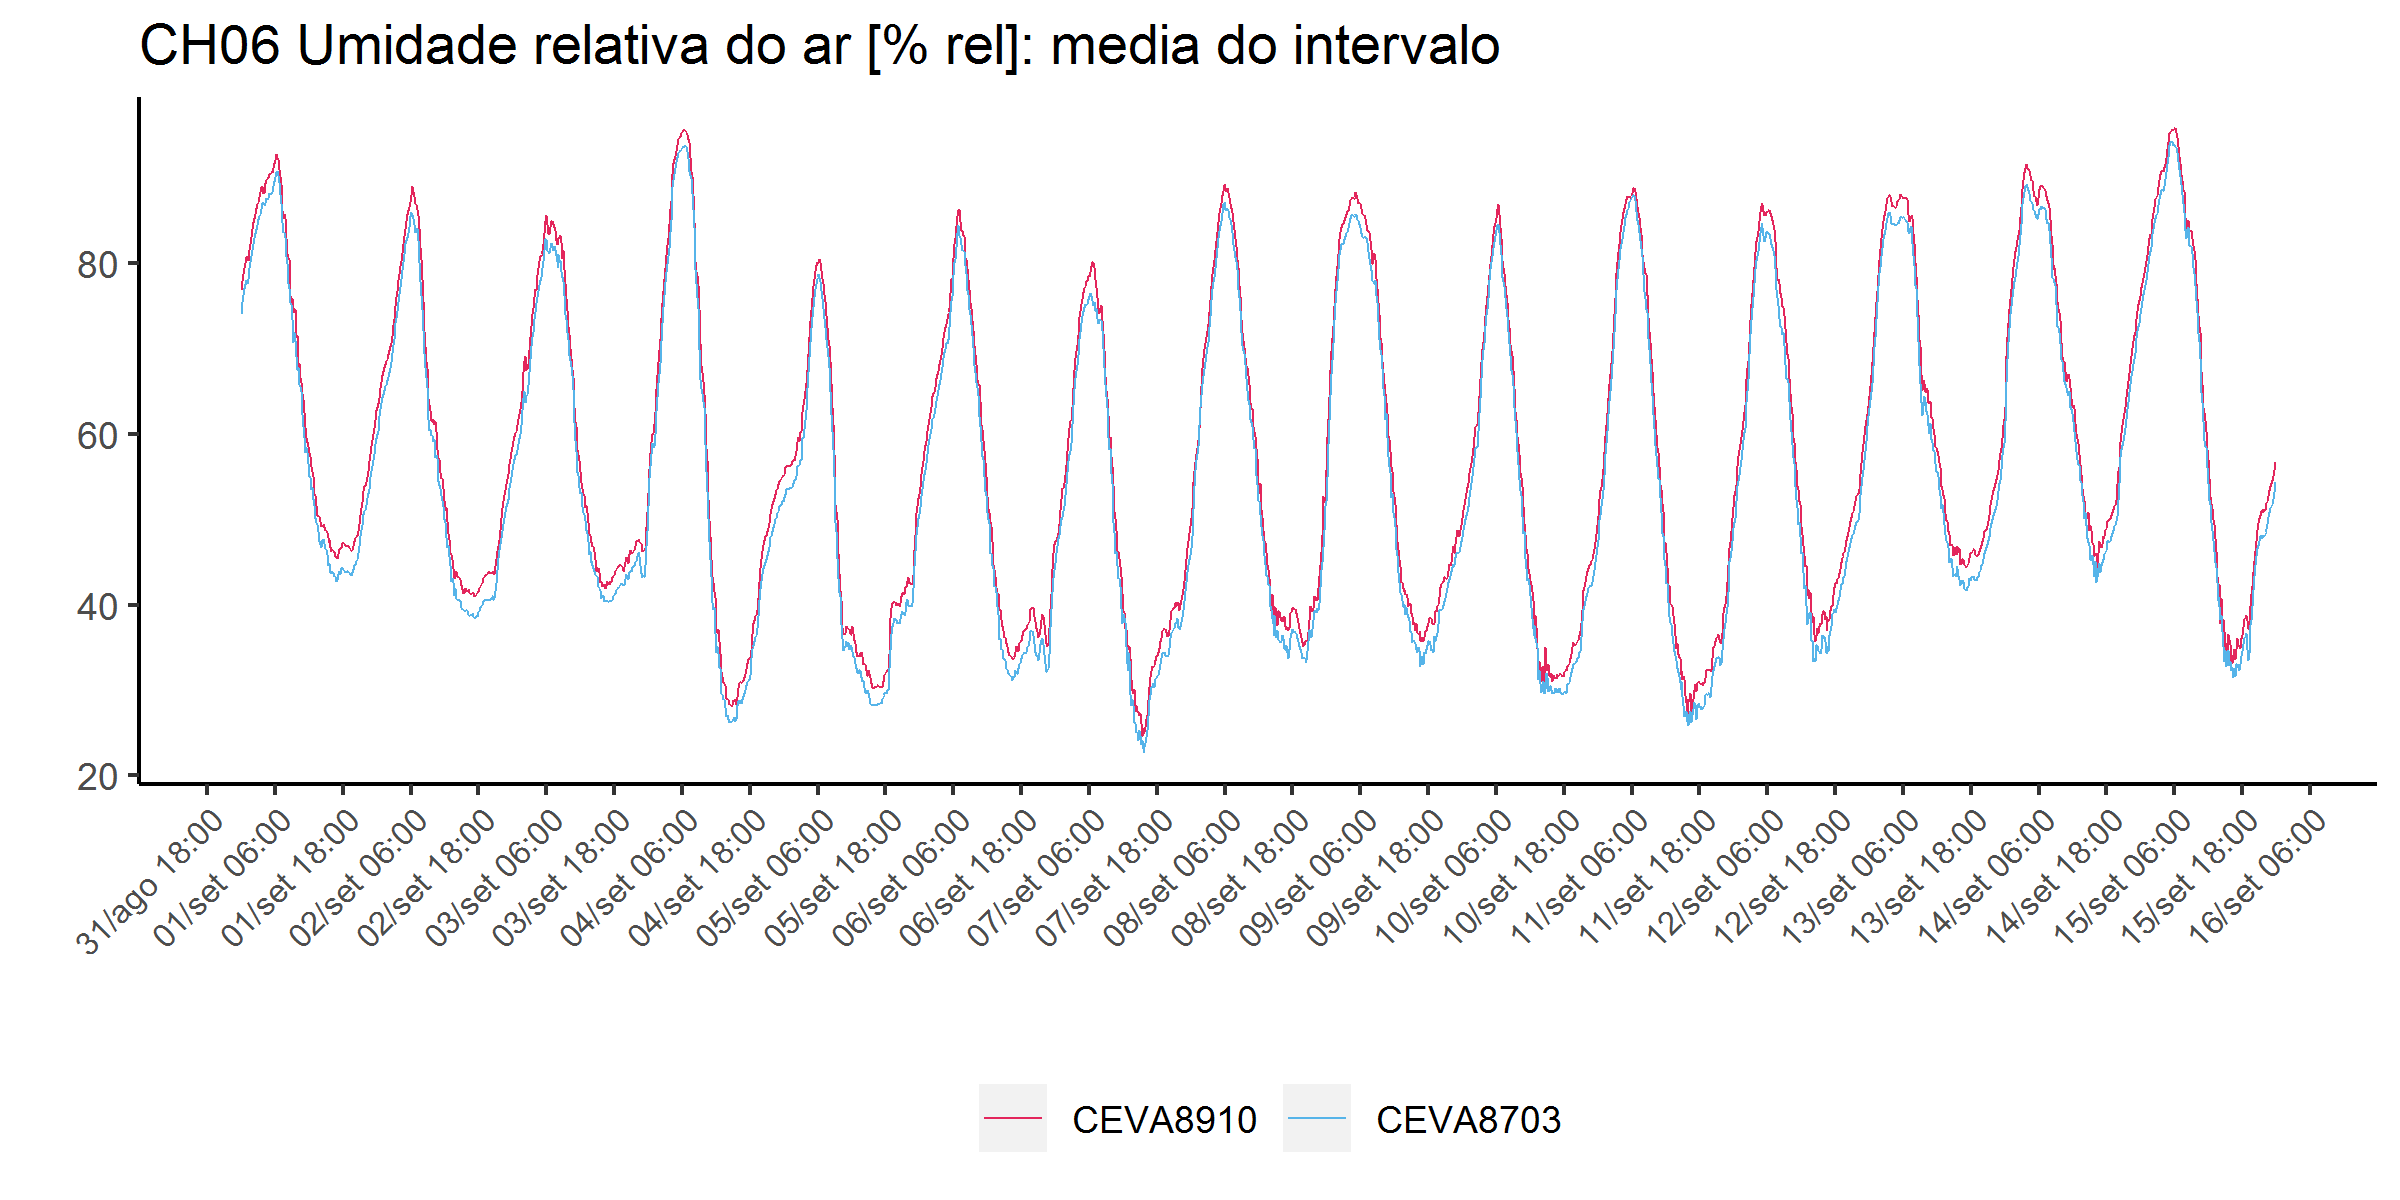 CH06 Umidade relativa do ar [% rel]: media do intervalo
80
60
40
20
31/ago 18:00
01/set 06:00
01/set 18:00
02/set 06:00
02/set 18:00
03/set 06:00
03/set 18:00
04/set 06:00
04/set 18:00
05/set 06:00
05/set 18:00
06/set 06:00
06/set 18:00
07/set 06:00
07/set 18:00
08/set 06:00
08/set 18:00
09/set 06:00
09/set 18:00
10/set 06:00
10/set 18:00
11/set 06:00
11/set 18:00
12/set 06:00
12/set 18:00
13/set 06:00
13/set 18:00
14/set 06:00
14/set 18:00
15/set 06:00
15/set 18:00
16/set 06:00
CEVA8910 CEVA8703